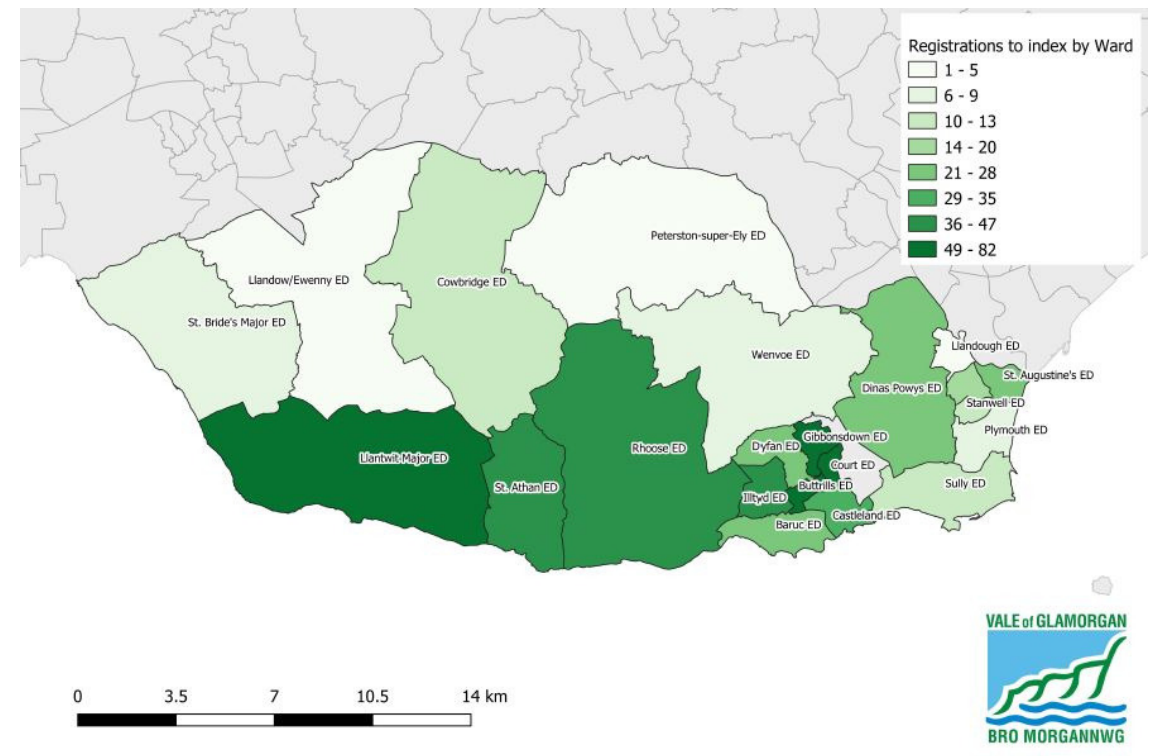 Registrations to index by Ward
1 - 5
6 - 9
10 - 13
14 - 20
21 - 28
29 - 35
36 - 47
49 - 82
Peterston-super-Ely ED
Llandow/Ewenny ED
Cowbridge ED
St. Bride's Major ED
Llandough ED
Wenvoe ED
St. Augustine's ED
Dinas Powys ED
Stanwell ED
Plymouth ED
Gibbonsdown ED
Dyfan ED
Rhoose ED
Llantwit Major ED
Court ED
Sully ED
Buttrills ED
St. Athan ED
Illtyd ED
Castleland ED
Baruc ED
0 3.5 7 10.5 14 km
VALE of GLAMORGAN
BRO MORGANNWG